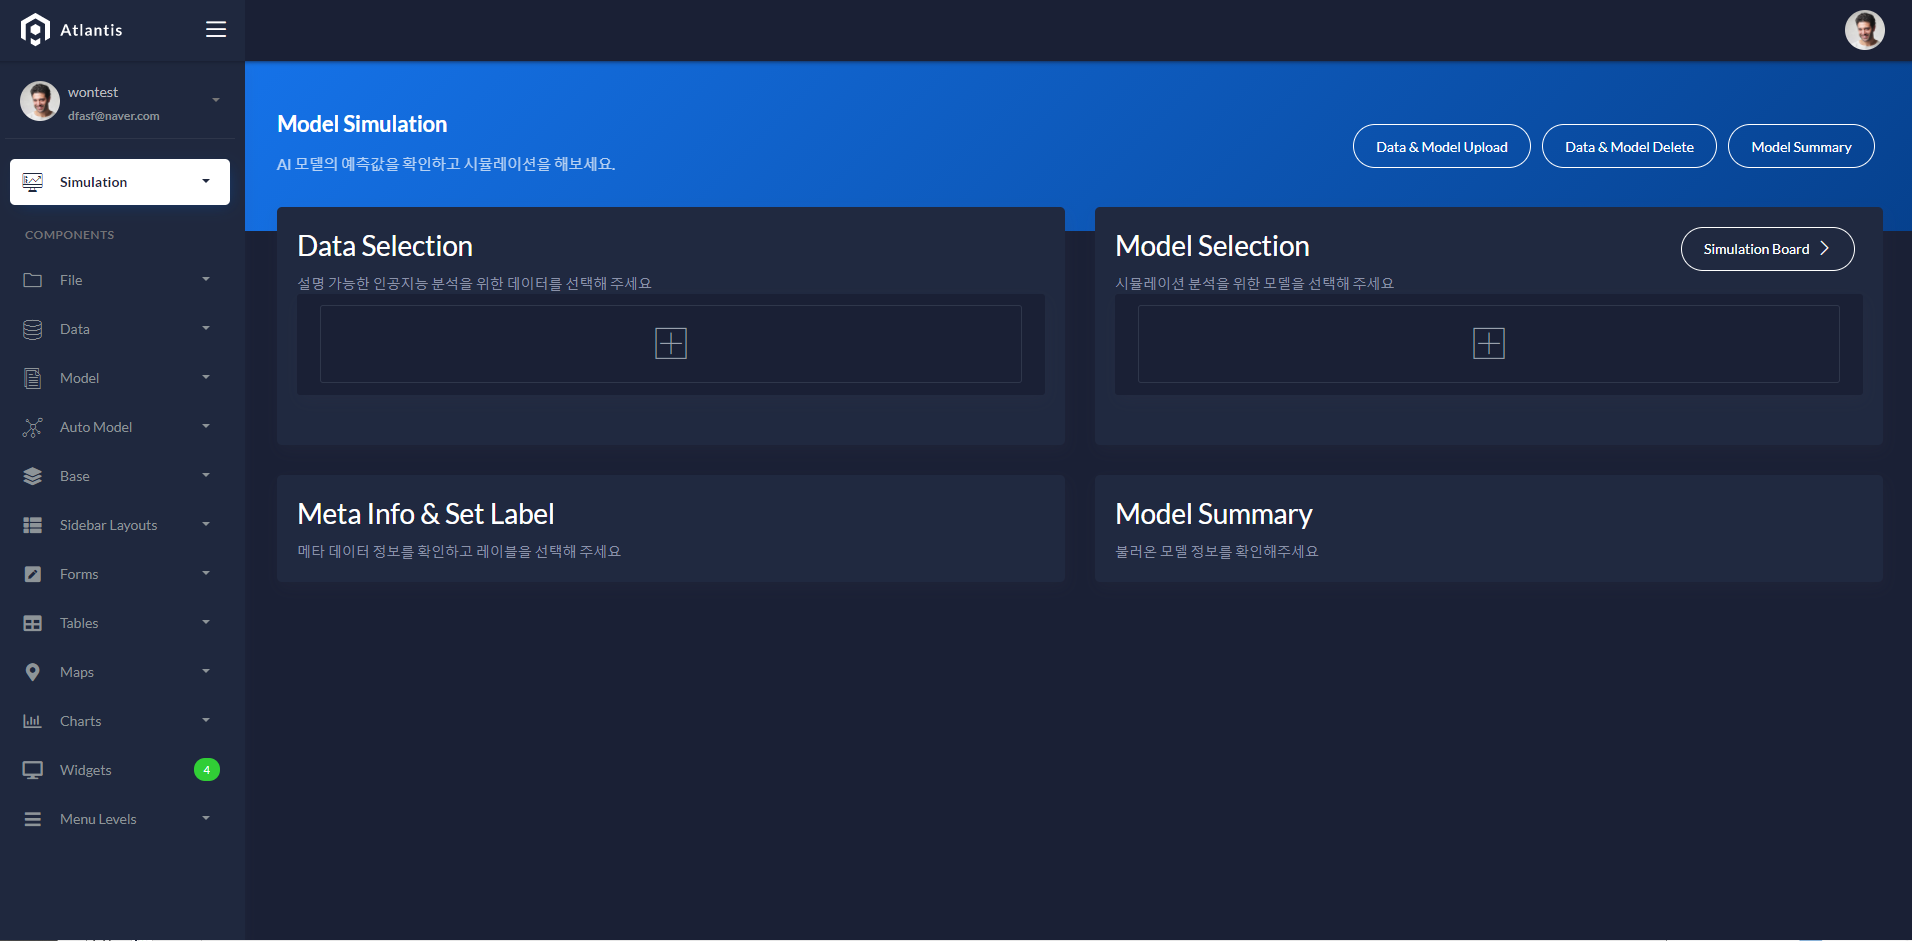 Atlantis
wontest
dfasf@naver.com
Simulation
COMPONENTS
File
Data
Model
Auto Model
Base
Sidebar Layouts
Forms
Tables
Maps
Charts
Widgets 4
Menu Levels
Model Simulation
AI 모델의 예측값을 확인하고 시뮬레이션을 해보세요.
Data & Model Upload Data & Model Delete Model Summary
Data Selection
설명 가능한 인공지능 분석을 위한 데이터를 선택해 주세요
Model Selection
시뮬레이션 분석을 위한 모델을 선택해 주세요
Simulation Board
Meta Info & Set Label
메타 데이터 정보를 확인하고 레이블을 선택해 주세요
Model Summary
불러온 모델 정보를 확인해주세요